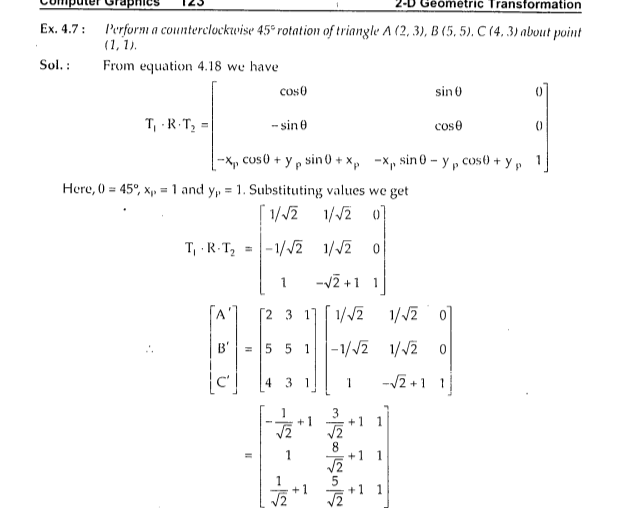 Computer Graphics 123 2-D Geometric Transformation
Ex. 4.7 : Perform a counterclockwise 45° rotation of triangle A (2, 3), B (5, 5), C (4, 3) about point
(1, 1).
Sol. : From equation 4.18 we have
cosθ sin θ 0
T₁ · R · T₂ = − sin θ cosθ 0
−xₚ cosθ + yₚ sin θ + xₚ −xₚ sin θ − yₚ cosθ + yₚ 1
Here, θ = 45°, xₚ = 1 and yₚ = 1. Substituting values we get
1/√2 1/√2 0
T₁ · R · T₂ = −1/√2 1/√2 0
1 −√2 + 1 1
A′ 2 3 1 1/√2 1/√2 0
∴ B′ = 5 5 1 −1/√2 1/√2 0
C′ 4 3 1 1 −√2 + 1 1
−1/√2 + 1 3/√2 + 1 1
= 1 8/√2 + 1 1
1/√2 + 1 5/√2 + 1 1